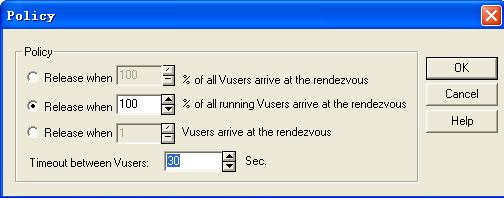 Policy
Policy
Release when 100 % of all Vusers arrive at the rendezvous
Release when 100 % of all running Vusers arrive at the rendezvous
Release when 1 Vusers arrive at the rendezvous
Timeout between Vusers: 30 Sec.
OK
Cancel
Help